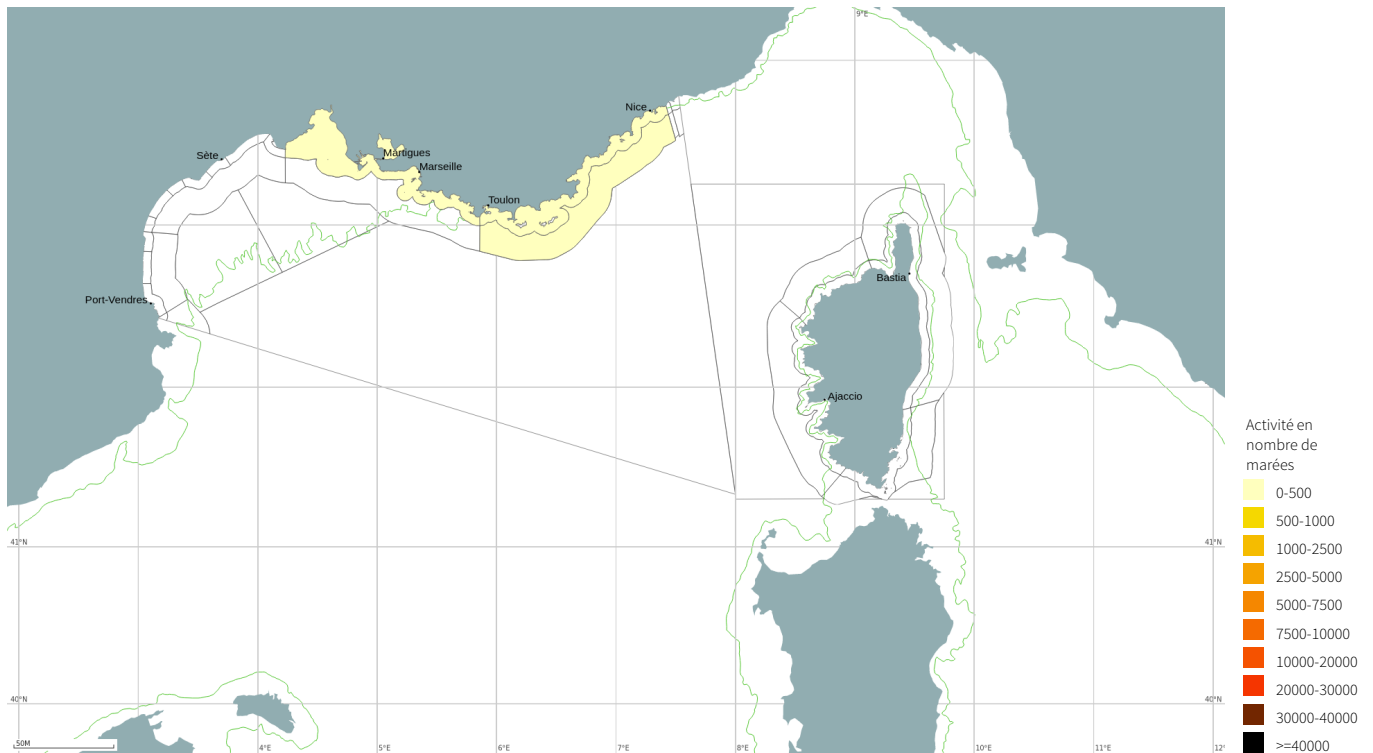 9°E
Nice
Sète
Martigues
Marseille
Toulon
Bastia
Port-Vendres
Ajaccio
Activité en
nombre de
marées
0-500
500-1000
1000-2500
2500-5000
5000-7500
7500-10000
10000-20000
20000-30000
30000-40000
>=40000
41°N
41°N
40°N
40°N
50M
4°E
5°E
6°E
7°E
8°E
10°E
11°E
12°